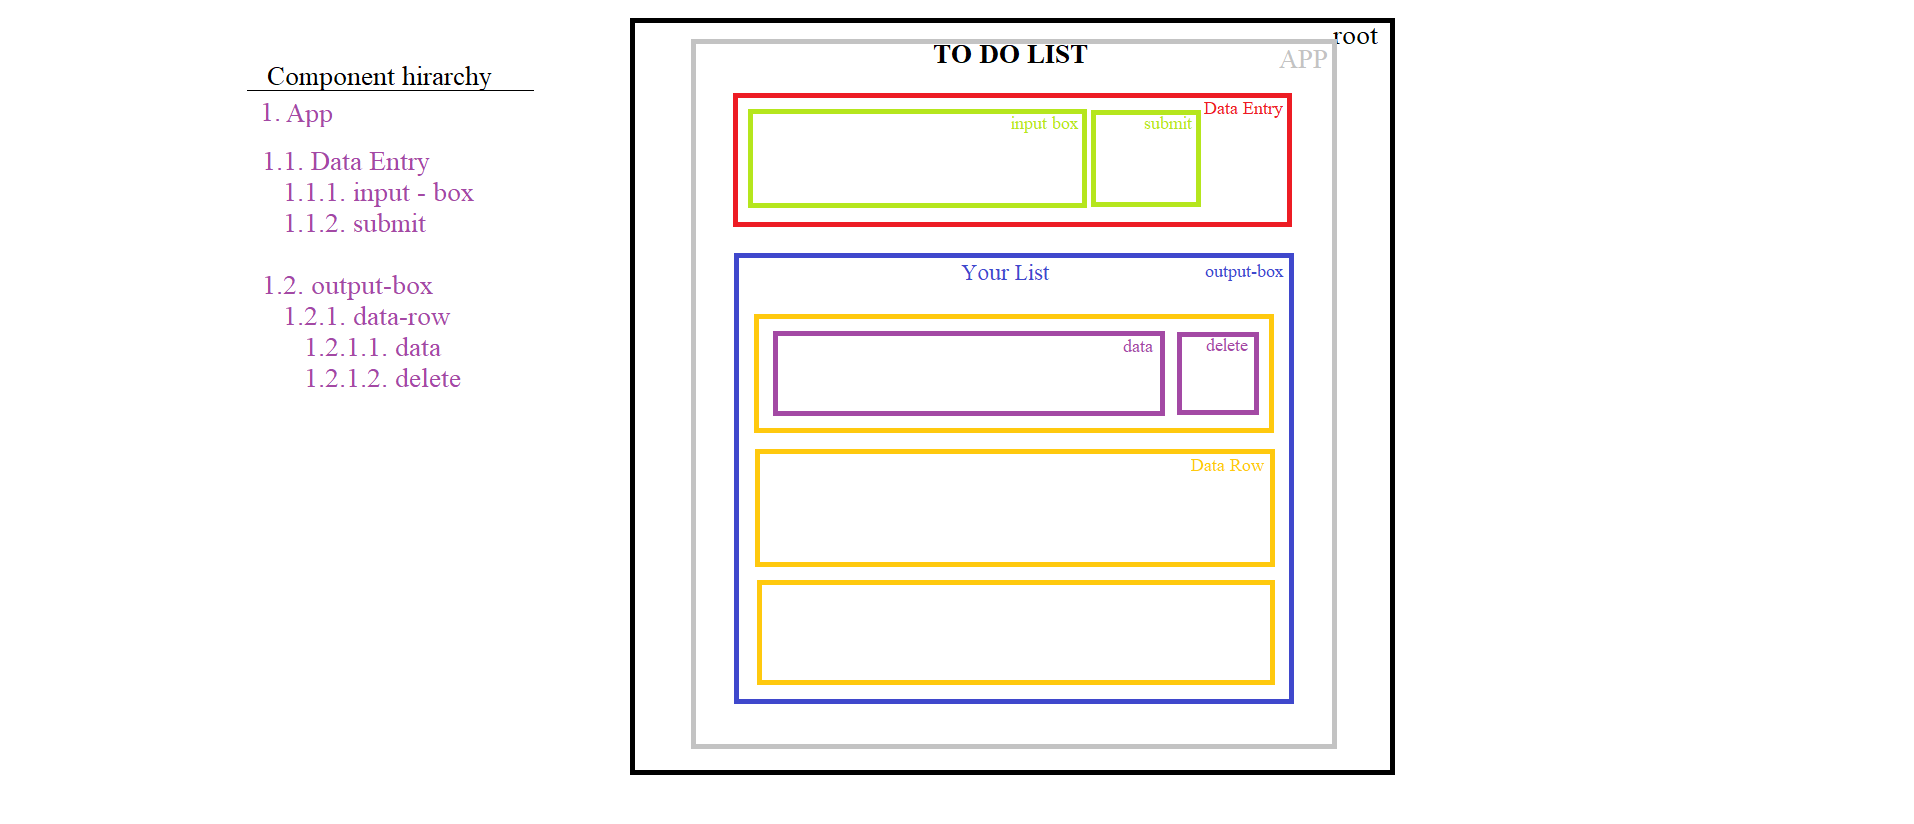 Component hirarchy
1. App
1.1. Data Entry
1.1.1. input - box
1.1.2. submit
1.2. output-box
1.2.1. data-row
1.2.1.1. data
1.2.1.2. delete
root
TO DO LIST
APP
Data Entry
input box
submit
Your List
output-box
data
delete
Data Row